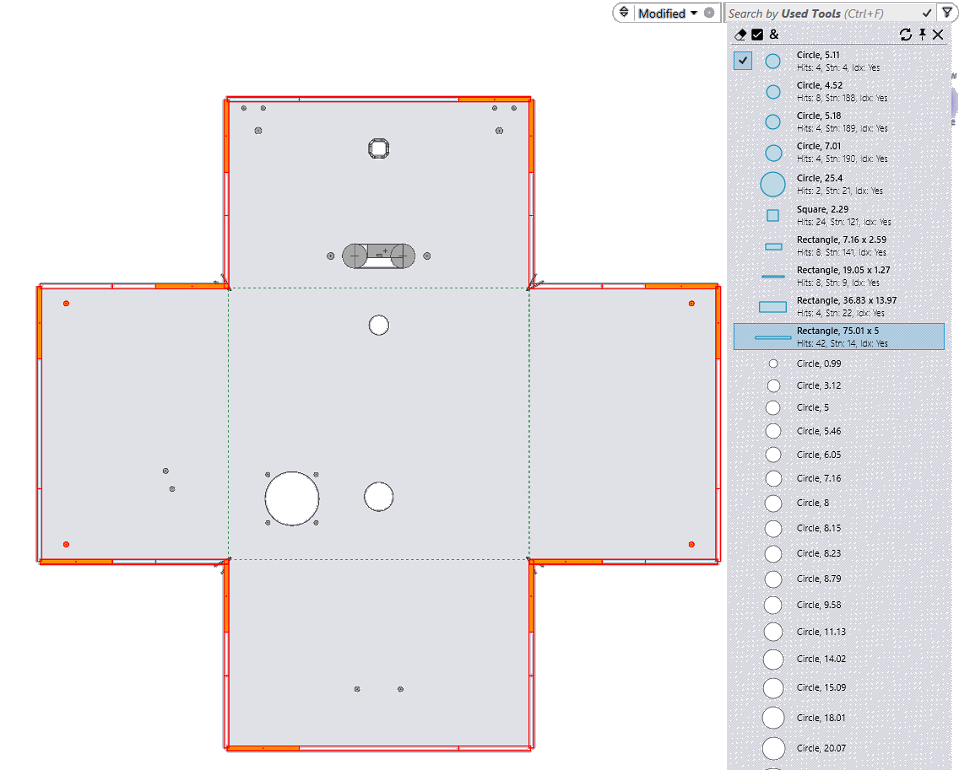 Modified
Search by Used Tools (Ctrl+F)
&
Circle, 5.11
Hits: 4, Stn: 4, Idx: Yes
Circle, 4.52
Hits: 8, Stn: 188, Idx: Yes
Circle, 5.18
Hits: 4, Stn: 189, Idx: Yes
Circle, 7.01
Hits: 4, Stn: 190, Idx: Yes
Circle, 25.4
Hits: 2, Stn: 21, Idx: Yes
Square, 2.29
Hits: 24, Stn: 121, Idx: Yes
Rectangle, 7.16 x 2.59
Hits: 8, Stn: 141, Idx: Yes
Rectangle, 19.05 x 1.27
Hits: 8, Stn: 9, Idx: Yes
Rectangle, 36.83 x 13.97
Hits: 4, Stn: 22, Idx: Yes
Rectangle, 75.01 x 5
Hits: 42, Stn: 14, Idx: Yes
Circle, 0.99
Circle, 3.12
Circle, 5
Circle, 5.46
Circle, 6.05
Circle, 7.16
Circle, 8
Circle, 8.15
Circle, 8.23
Circle, 8.79
Circle, 9.58
Circle, 11.13
Circle, 14.02
Circle, 15.09
Circle, 18.01
Circle, 20.07